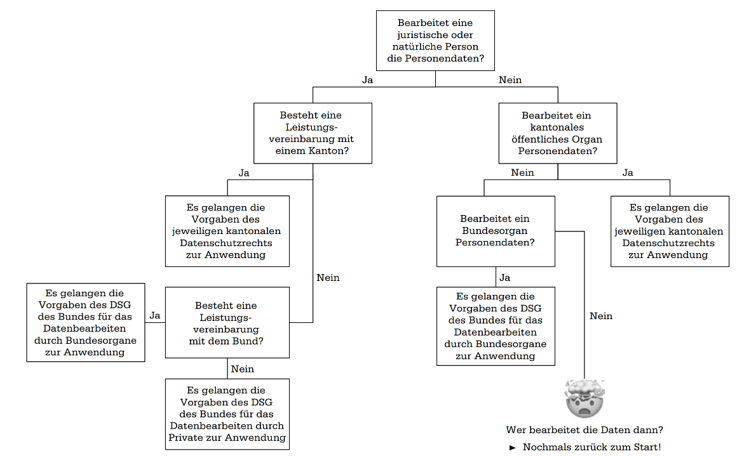 Bearbeitet eine
juristische oder
natürliche Person
die Personendaten?
Ja
Nein
Besteht eine
Leistungs-
vereinbarung mit
einem Kanton?
Bearbeitet ein
kantonales
öffentliches Organ
Personendaten?
Ja
Nein
Ja
Es gelangen die
Vorgaben des
jeweiligen kantonalen
Datenschutzrechts
zur Anwendung
Bearbeitet ein
Bundesorgan
Personendaten?
Es gelangen die
Vorgaben des
jeweiligen kantonalen
Datenschutzrechts
zur Anwendung
Nein
Ja
Es gelangen die
Vorgaben des DSG
des Bundes für das
Datenbearbeiten
durch Bundesorgane
zur Anwendung
Ja
Besteht eine
Leistungs-
vereinbarung
mit dem Bund?
Es gelangen die
Vorgaben des DSG
des Bundes für das
Datenbearbeiten
durch Bundesorgane
zur Anwendung
Nein
Nein
Es gelangen die
Vorgaben des DSG
des Bundes für das
Datenbearbeiten durch
Private zur Anwendung
Wer bearbeitet die Daten dann?
► Nochmals zurück zum Start!